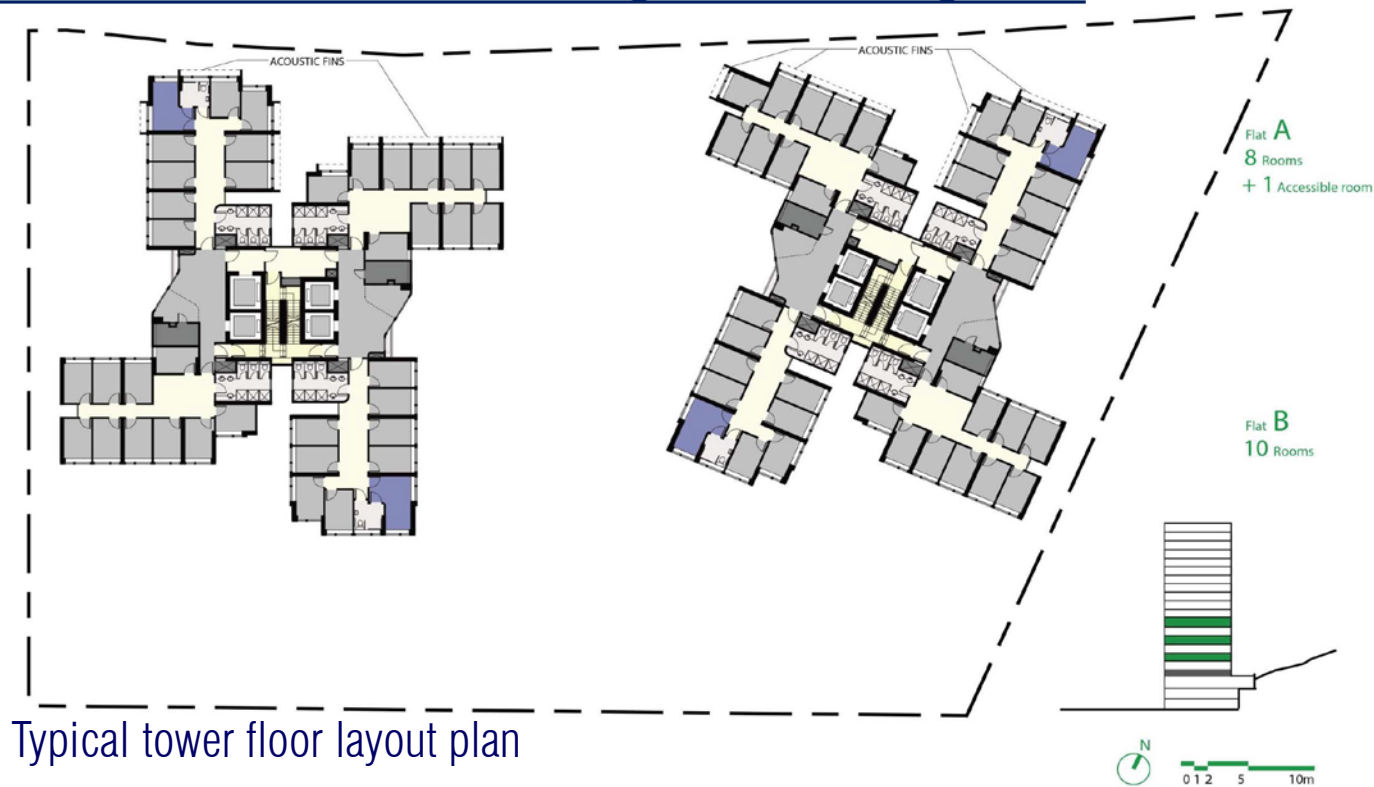 ACOUSTIC FINS
ACOUSTIC FINS
Flat A
8 Rooms
+ 1 Accessible room
Flat B
10 Rooms
Typical tower floor layout plan
N
0 1 2 5 10m